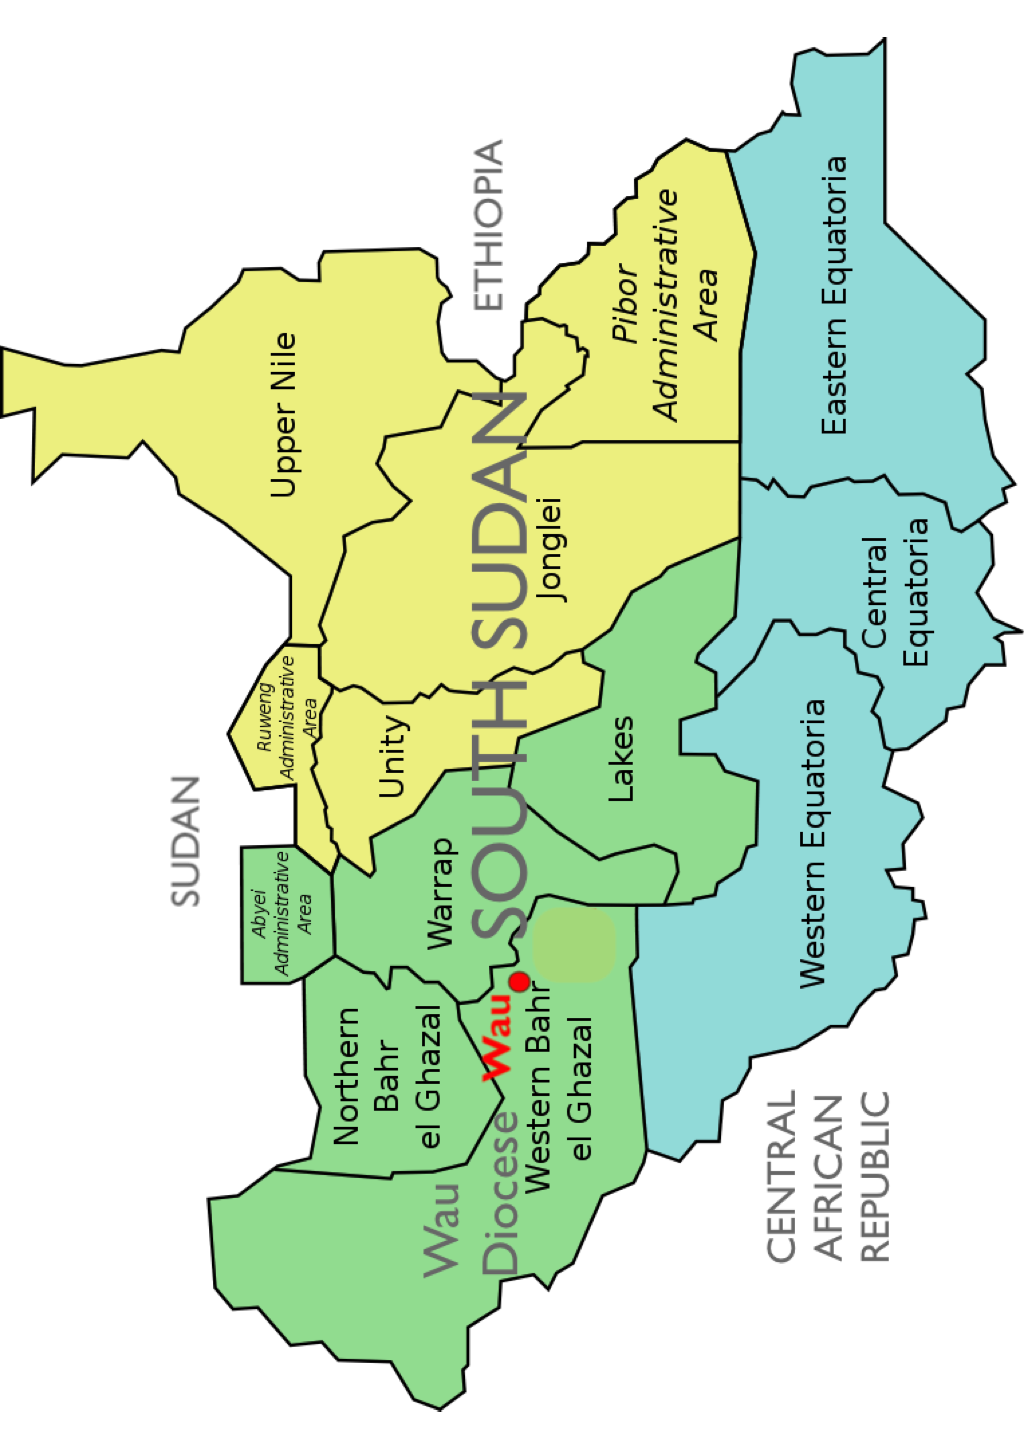 SUDAN
ETHIOPIA
Upper Nile
Ruweng
Administrative
Area
Abyei
Administrative
Area
Unity
Northern
Bahr
el Ghazal
Warrap
Wau
Diocese
Wau
SOUTH SUDAN
Western Bahr
el Ghazal
Jonglei
Lakes
Pibor
Administrative
Area
Western Equatoria
Central
Equatoria
Eastern Equatoria
CENTRAL
AFRICAN
REPUBLIC